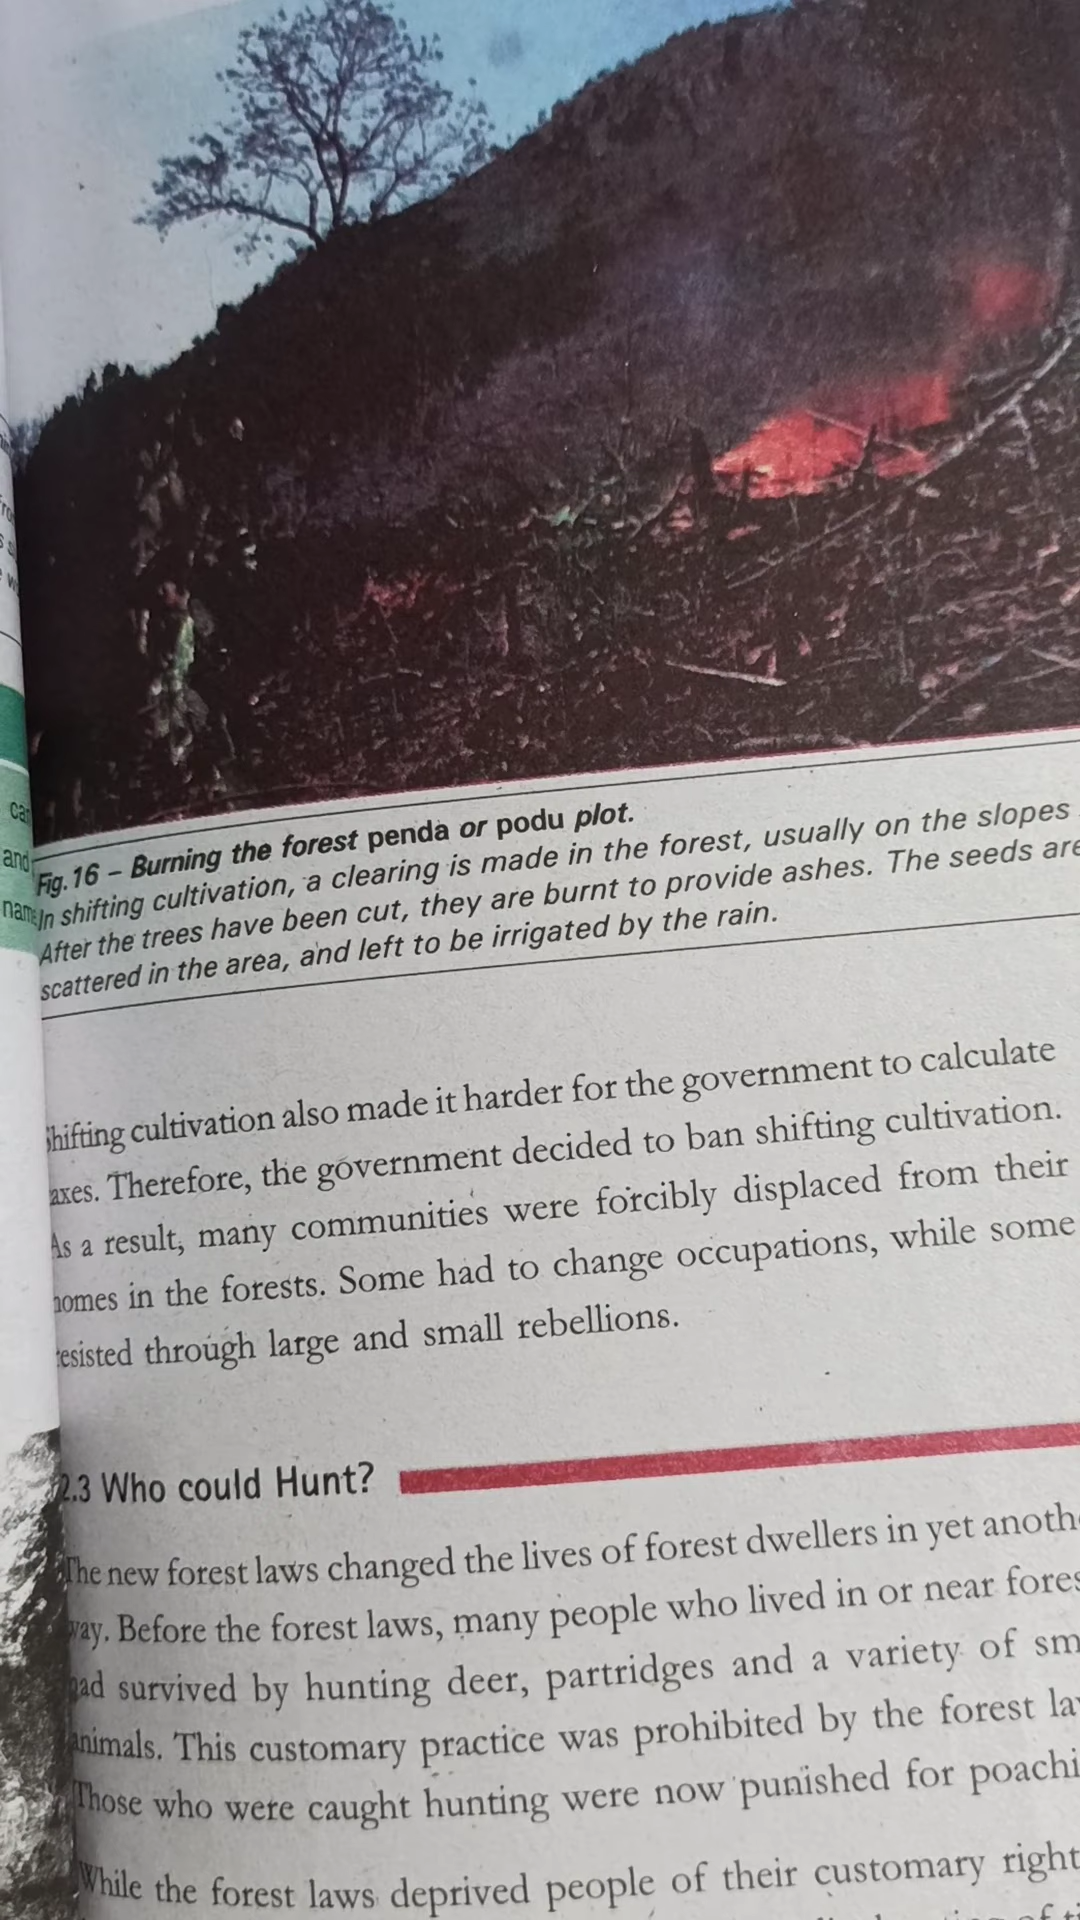 Fig.16 – Burning the forest penda or podu plot.
In shifting cultivation, a clearing is made in the forest, usually on the slopes
After the trees have been cut, they are burnt to provide ashes. The seeds are
scattered in the area, and left to be irrigated by the rain.
hifting cultivation also made it harder for the government to calculate
axes. Therefore, the government decided to ban shifting cultivation.
As a result, many communities were forcibly displaced from their
homes in the forests. Some had to change occupations, while some
resisted through large and small rebellions.
2.3 Who could Hunt?
The new forest laws changed the lives of forest dwellers in yet anoth
way. Before the forest laws, many people who lived in or near fores
had survived by hunting deer, partridges and a variety of sm
animals. This customary practice was prohibited by the forest la
Those who were caught hunting were now punished for poachi
While the forest laws deprived people of their customary right